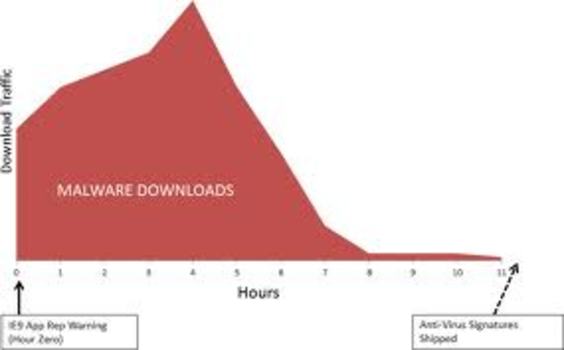 Download Traffic
MALWARE DOWNLOADS
0 1 2 3 4 5 6 7 8 9 10 11
Hours
IE9 App Rep Warning
(Hour Zero)
Anti-Virus Signatures
Shipped